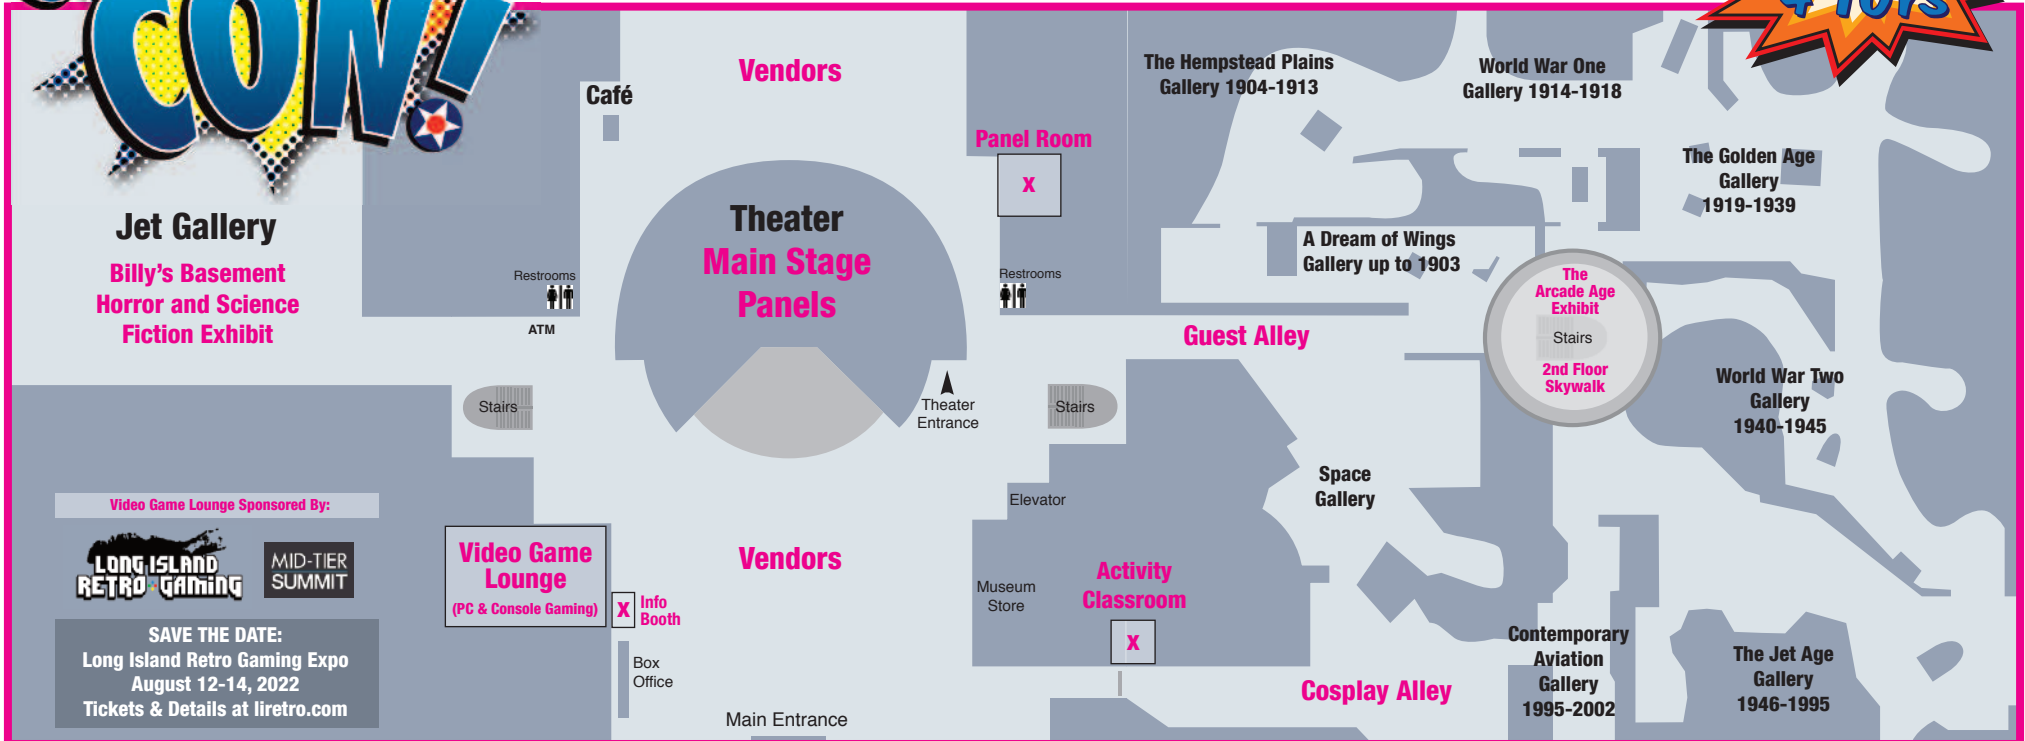 CON!
4 TOYS
Vendors
Café
The Hempstead Plains
Gallery 1904-1913
World War One
Gallery 1914-1918
Panel Room
X
The Golden Age
Gallery
1919-1939
Jet Gallery
Billy's Basement
Horror and Science
Fiction Exhibit
Restrooms
ATM
Theater
Main Stage
Panels
Restrooms
A Dream of Wings
Gallery up to 1903
The
Arcade Age
Exhibit
Stairs
2nd Floor
Skywalk
Guest Alley
World War Two
Gallery
1940-1945
Stairs
Theater
Entrance
Stairs
Space
Gallery
Elevator
Video Game Lounge Sponsored By:
LONG ISLAND
RETRO GAMING
MID-TIER
SUMMIT
Video Game
Lounge
(PC & Console Gaming)
X
Info
Booth
Vendors
Museum
Store
Activity
Classroom
X
SAVE THE DATE:
Long Island Retro Gaming Expo
August 12-14, 2022
Tickets & Details at liretro.com
Box
Office
Main Entrance
Cosplay Alley
Contemporary
Aviation
Gallery
1995-2002
The Jet Age
Gallery
1946-1995